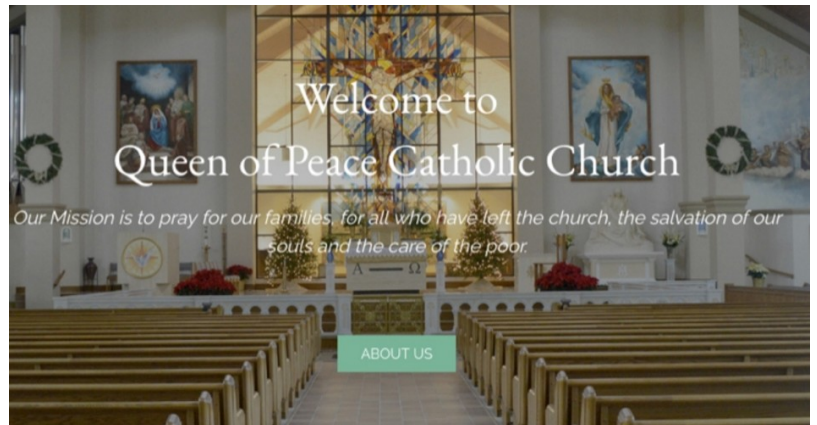 Welcome to
Queen of Peace Catholic Church
Our Mission is to pray for our families, for all who have left the church, the salvation of our
souls and the care of the poor.
Α Ω
ABOUT US